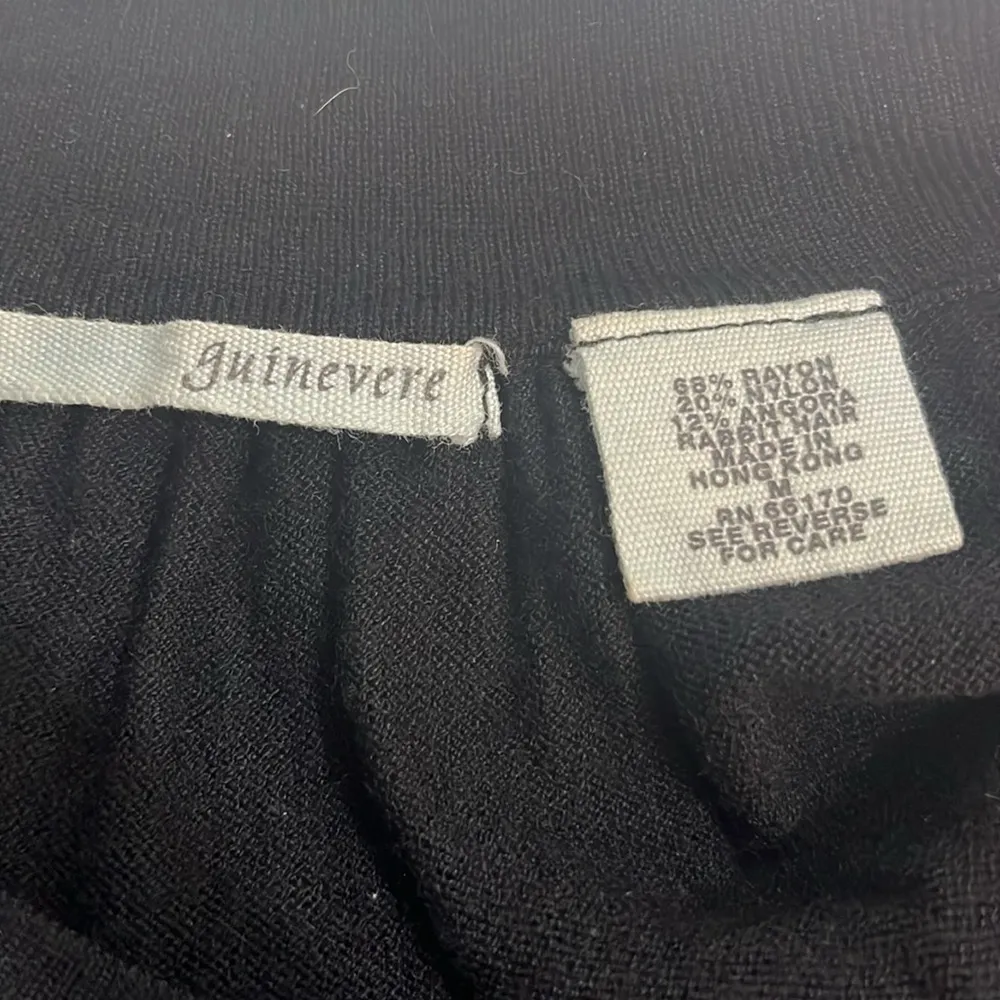 guinevere
68% RAYON
20% NYLON
12% ANGORA
RABBIT HAIR
MADE IN
HONG KONG
M
RN 66170
SEE REVERSE
FOR CARE